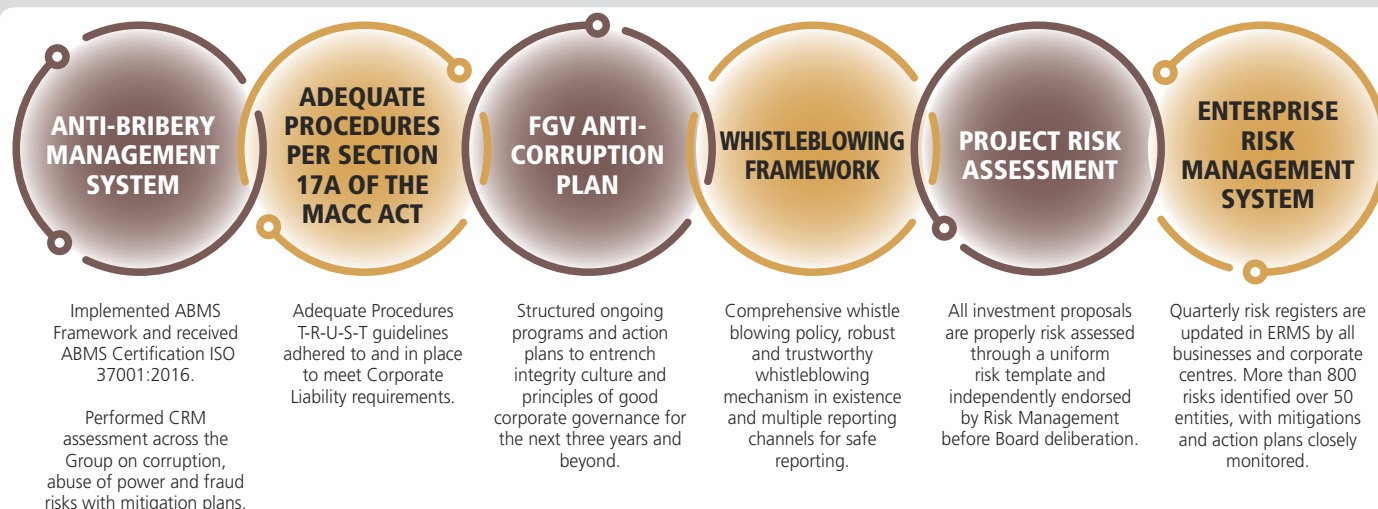 ANTI-BRIBERY
MANAGEMENT
SYSTEM
Implemented ABMS
Framework and received
ABMS Certification ISO
37001:2016.
Performed CRM
assessment across the
Group on corruption,
abuse of power and fraud
risks with mitigation plans.
ADEQUATE
PROCEDURES
PER SECTION
17A OF THE
MACC ACT
Adequate Procedures
T-R-U-S-T guidelines
adhered to and in place
to meet Corporate
Liability requirements.
FGV ANTI-
CORRUPTION
PLAN
Structured ongoing
programs and action
plans to entrench
integrity culture and
principles of good
corporate governance for
the next three years and
beyond.
WHISTLEBLOWING
FRAMEWORK
Comprehensive whistle
blowing policy, robust
and trustworthy
whistleblowing
mechanism in existence
and multiple reporting
channels for safe
reporting.
PROJECT RISK
ASSESSMENT
All investment proposals
are properly risk assessed
through a uniform
risk template and
independently endorsed
by Risk Management
before Board deliberation.
ENTERPRISE
RISK
MANAGEMENT
SYSTEM
Quarterly risk registers are
updated in ERMS by all
businesses and corporate
centres. More than 800
risks identified over 50
entities, with mitigations
and action plans closely
monitored.